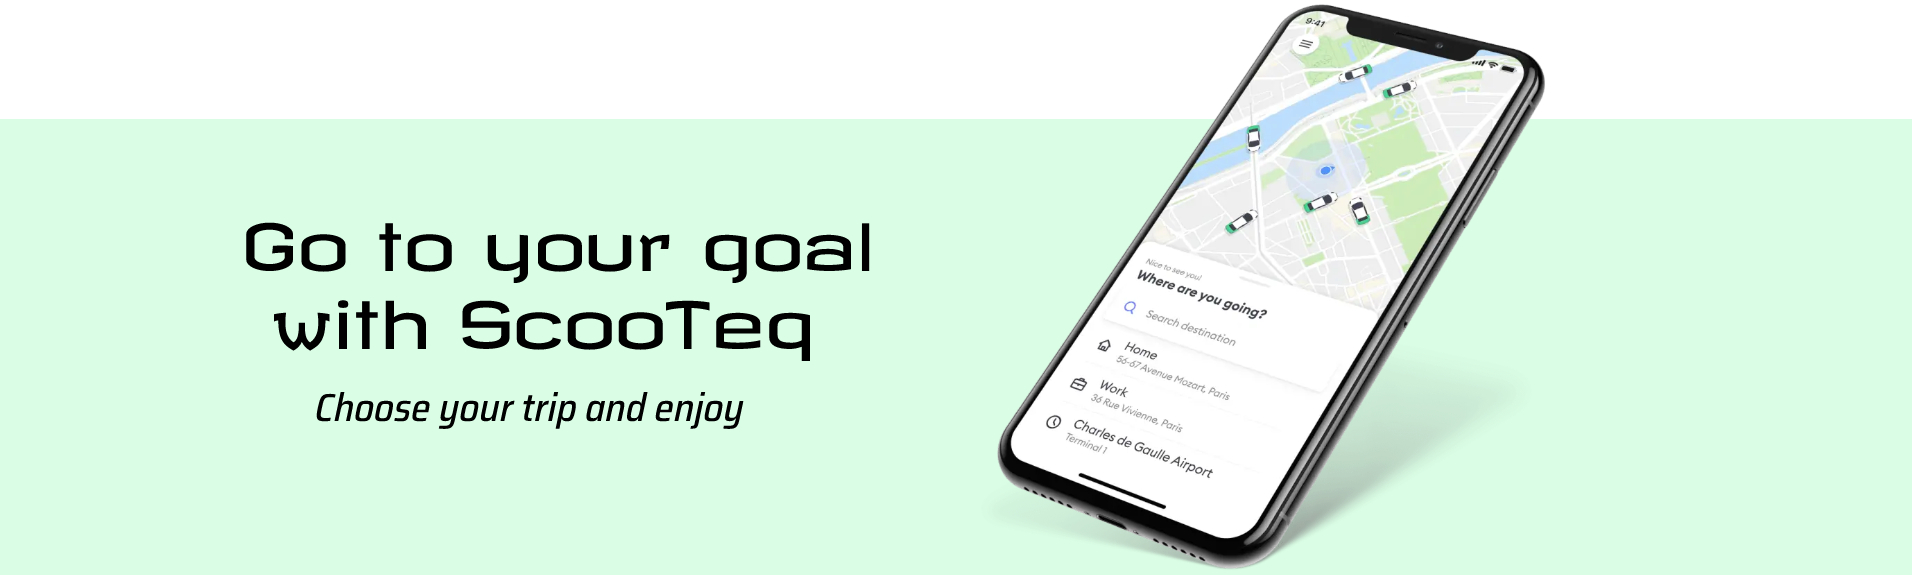 Go to your goal
with ScooTeq
Choose your trip and enjoy
9:41
Nice to see you!
Where are you going?
Search destination
Home
56-67 Avenue Mozart, Paris
Work
36 Rue Vivienne, Paris
Charles de Gaulle Airport
Terminal 1